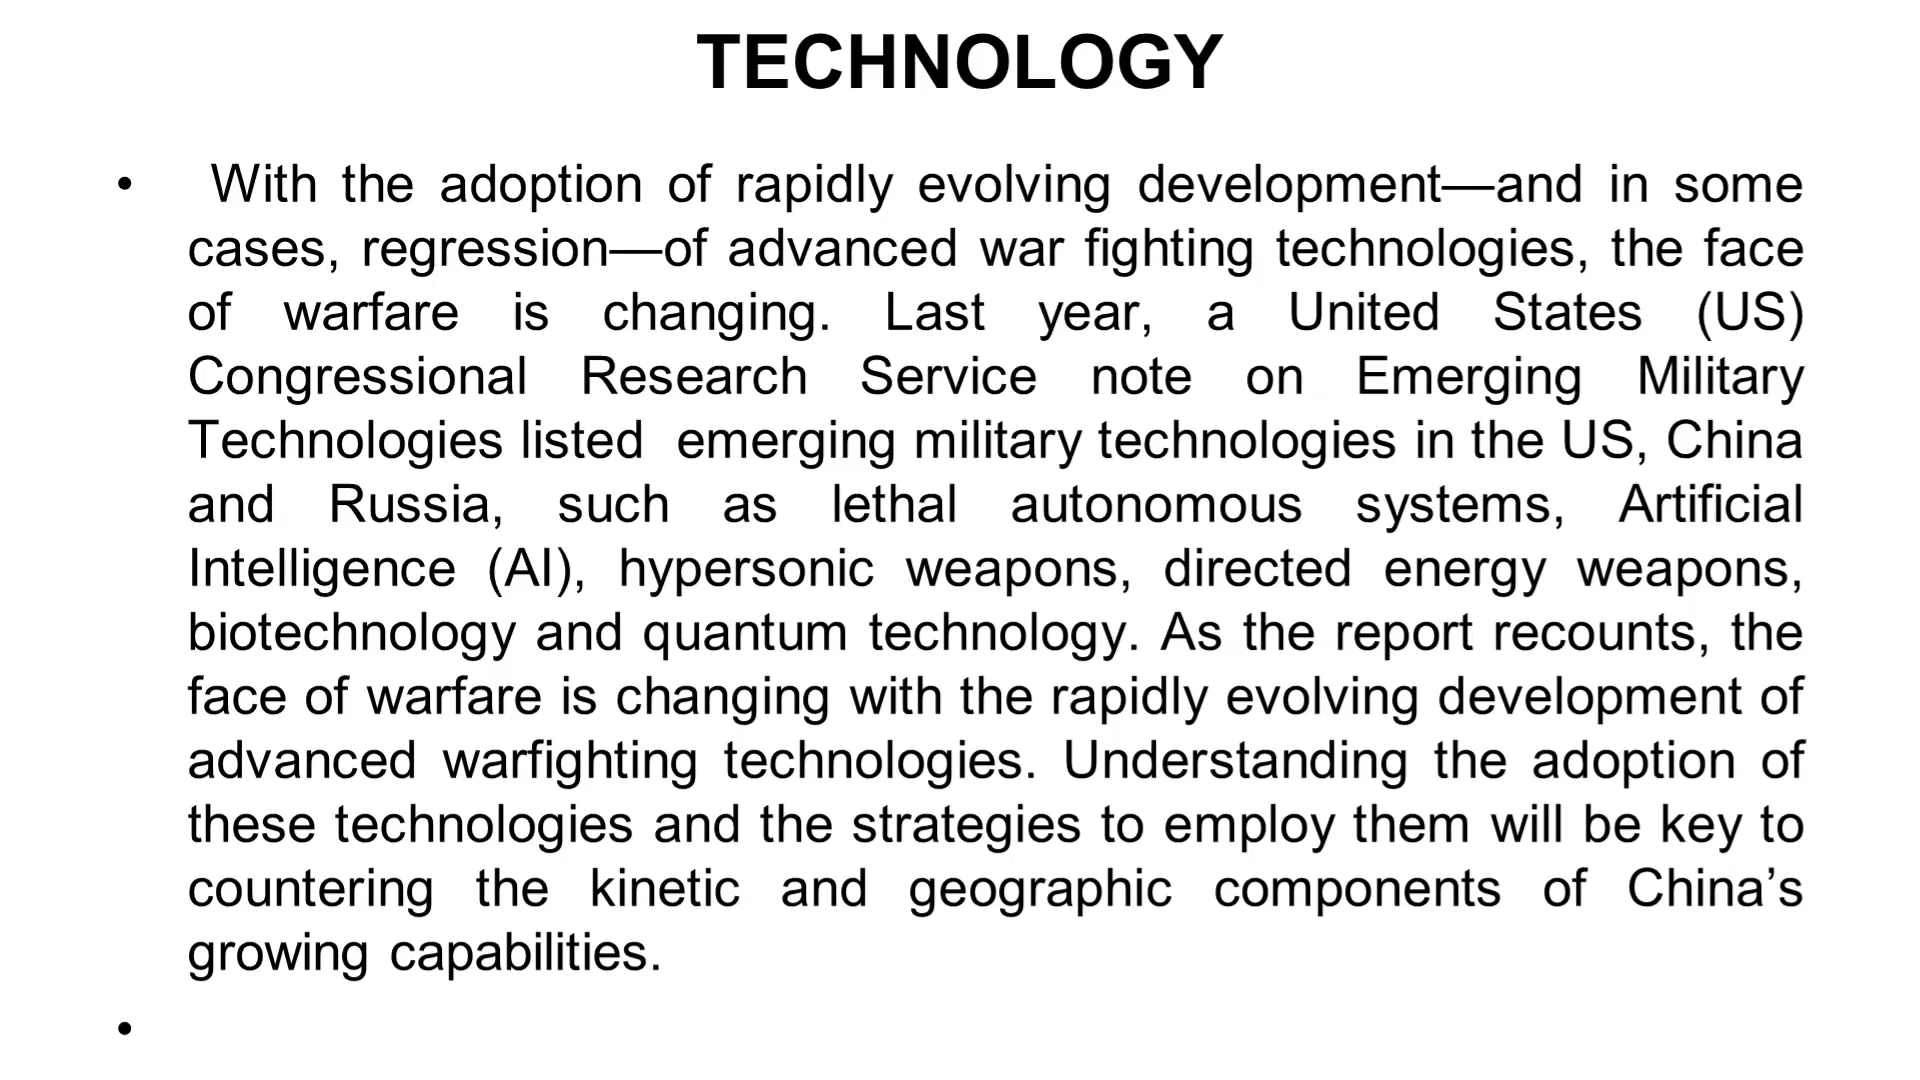 TECHNOLOGY
• With the adoption of rapidly evolving development—and in some
cases, regression—of advanced war fighting technologies, the face
of warfare is changing. Last year, a United States (US)
Congressional Research Service note on Emerging Military
Technologies listed  emerging military technologies in the US, China
and Russia, such as lethal autonomous systems, Artificial
Intelligence (AI), hypersonic weapons, directed energy weapons,
biotechnology and quantum technology. As the report recounts, the
face of warfare is changing with the rapidly evolving development of
advanced warfighting technologies. Understanding the adoption of
these technologies and the strategies to employ them will be key to
countering the kinetic and geographic components of China’s
growing capabilities.
•